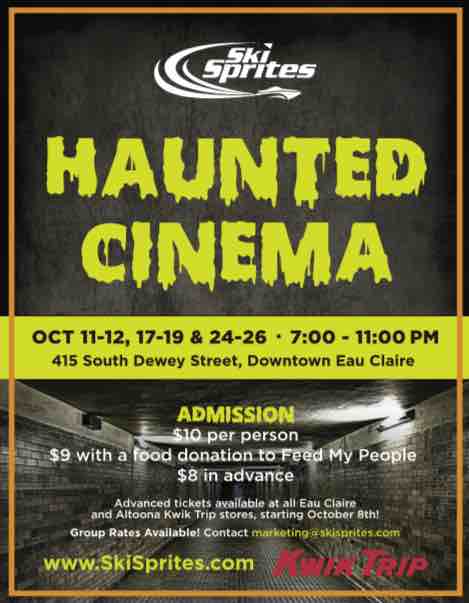 Ski
Sprites
HAUNTED
CINEMA
OCT 11-12, 17-19 & 24-26 · 7:00 - 11:00 PM
415 South Dewey Street, Downtown Eau Claire
ADMISSION
$10 per person
$9 with a food donation to Feed My People
$8 in advance
Advanced tickets available at all Eau Claire
and Altoona Kwik Trip stores, starting October 8th!
Group Rates Available! Contact marketing@skisprites.com
www.SkiSprites.com KWIK TRIP